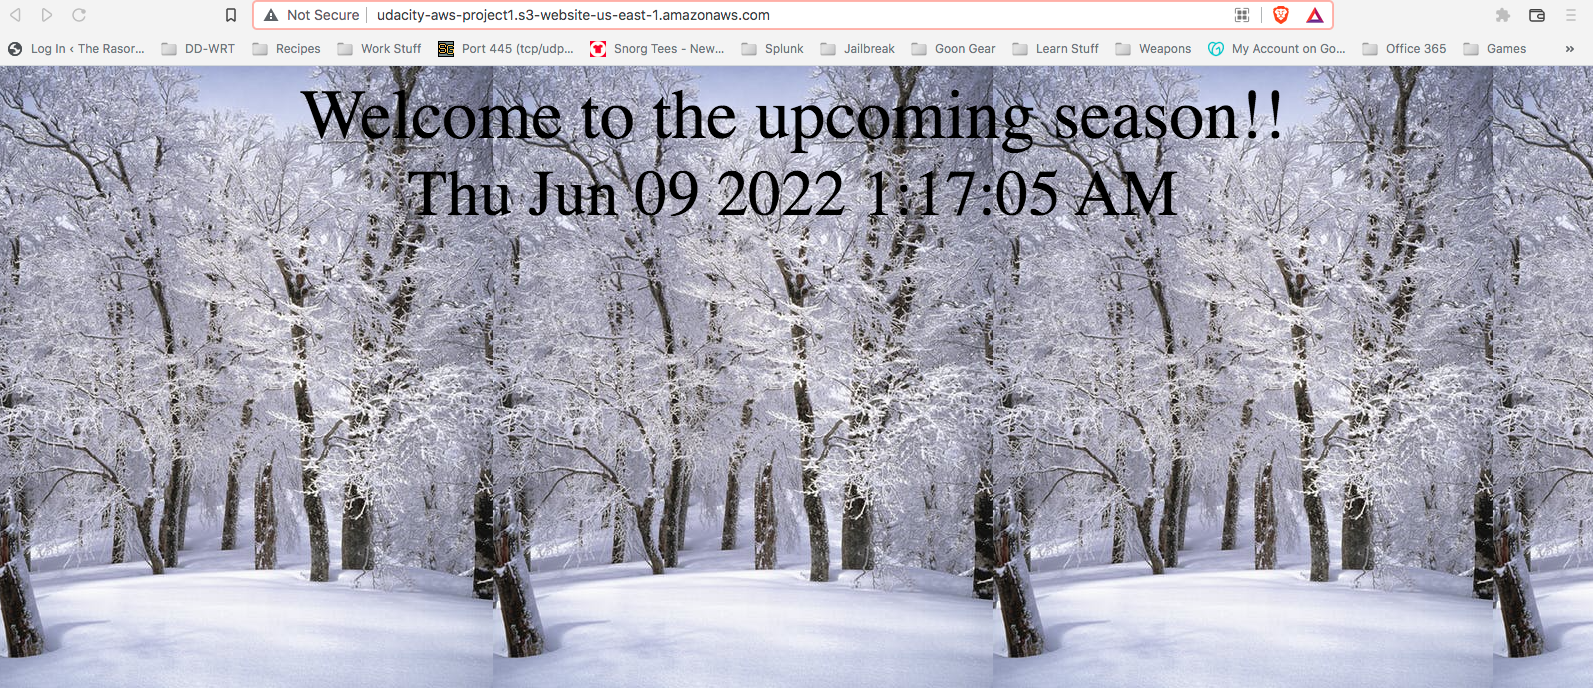 Not Secure udacity-aws-project1.s3-website-us-east-1.amazonaws.com
Log In ‹ The Rasor... DD-WRT Recipes Work Stuff Port 445 (tcp/udp... Snorg Tees - New... Splunk Jailbreak Goon Gear Learn Stuff Weapons My Account on Go... Office 365 Games »
Welcome to the upcoming season!!
Thu Jun 09 2022 1:17:05 AM